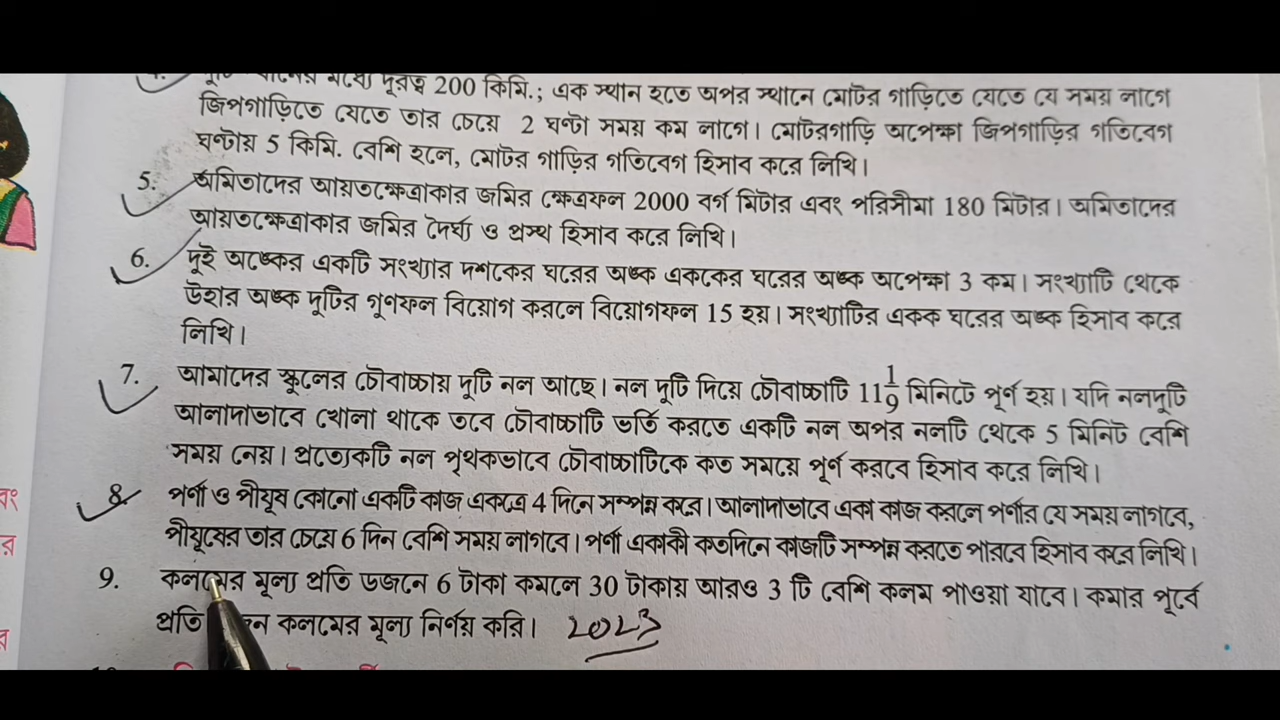 4. মধ্যে দূরত্ব 200 কিমি.; এক স্থান হতে অপর স্থানে মোটর গাড়িতে যেতে যে সময় লাগে
জিপগাড়িতে যেতে তার চেয়ে 2 ঘণ্টা সময় কম লাগে। মোটরগাড়ি অপেক্ষা জিপগাড়ির গতিবেগ
ঘণ্টায় 5 কিমি. বেশি হলে, মোটর গাড়ির গতিবেগ হিসাব করে লিখি।
5. অমিতাদের আয়তক্ষেত্রাকার জমির ক্ষেত্রফল 2000 বর্গ মিটার এবং পরিসীমা 180 মিটার। অমিতাদের
আয়তক্ষেত্রাকার জমির দৈর্ঘ্য ও প্রস্থ হিসাব করে লিখি।
6. দুই অঙ্কের একটি সংখ্যার দশকের ঘরের অঙ্ক এককের ঘরের অঙ্ক অপেক্ষা 3 কম। সংখ্যাটি থেকে
উহার অঙ্ক দুটির গুণফল বিয়োগ করলে বিয়োগফল 15 হয়। সংখ্যাটির একক ঘরের অঙ্ক হিসাব করে
লিখি।
7. আমাদের স্কুলের চৌবাচ্চায় দুটি নল আছে। নল দুটি দিয়ে চৌবাচ্চাটি 11 1/9 মিনিটে পূর্ণ হয়। যদি নলদুটি
আলাদাভাবে খোলা থাকে তবে চৌবাচ্চাটি ভর্তি করতে একটি নল অপর নলটি থেকে 5 মিনিট বেশি
সময় নেয়। প্রত্যেকটি নল পৃথকভাবে চৌবাচ্চাটিকে কত সময়ে পূর্ণ করবে হিসাব করে লিখি।
8. পর্ণা ও পীযূষ কোনো একটি কাজ একত্রে 4 দিনে সম্পন্ন করে। আলাদাভাবে একা কাজ করলে পর্ণার যে সময় লাগবে,
পীযূষের তার চেয়ে 6 দিন বেশি সময় লাগবে। পর্ণা একাকী কতদিনে কাজটি সম্পন্ন করতে পারবে হিসাব করে লিখি।
9. কলমের মূল্য প্রতি ডজনে 6 টাকা কমলে 30 টাকায় আরও 3 টি বেশি কলম পাওয়া যাবে। কমার পূর্বে
প্রতি কলমের মূল্য নির্ণয় করি। 2023